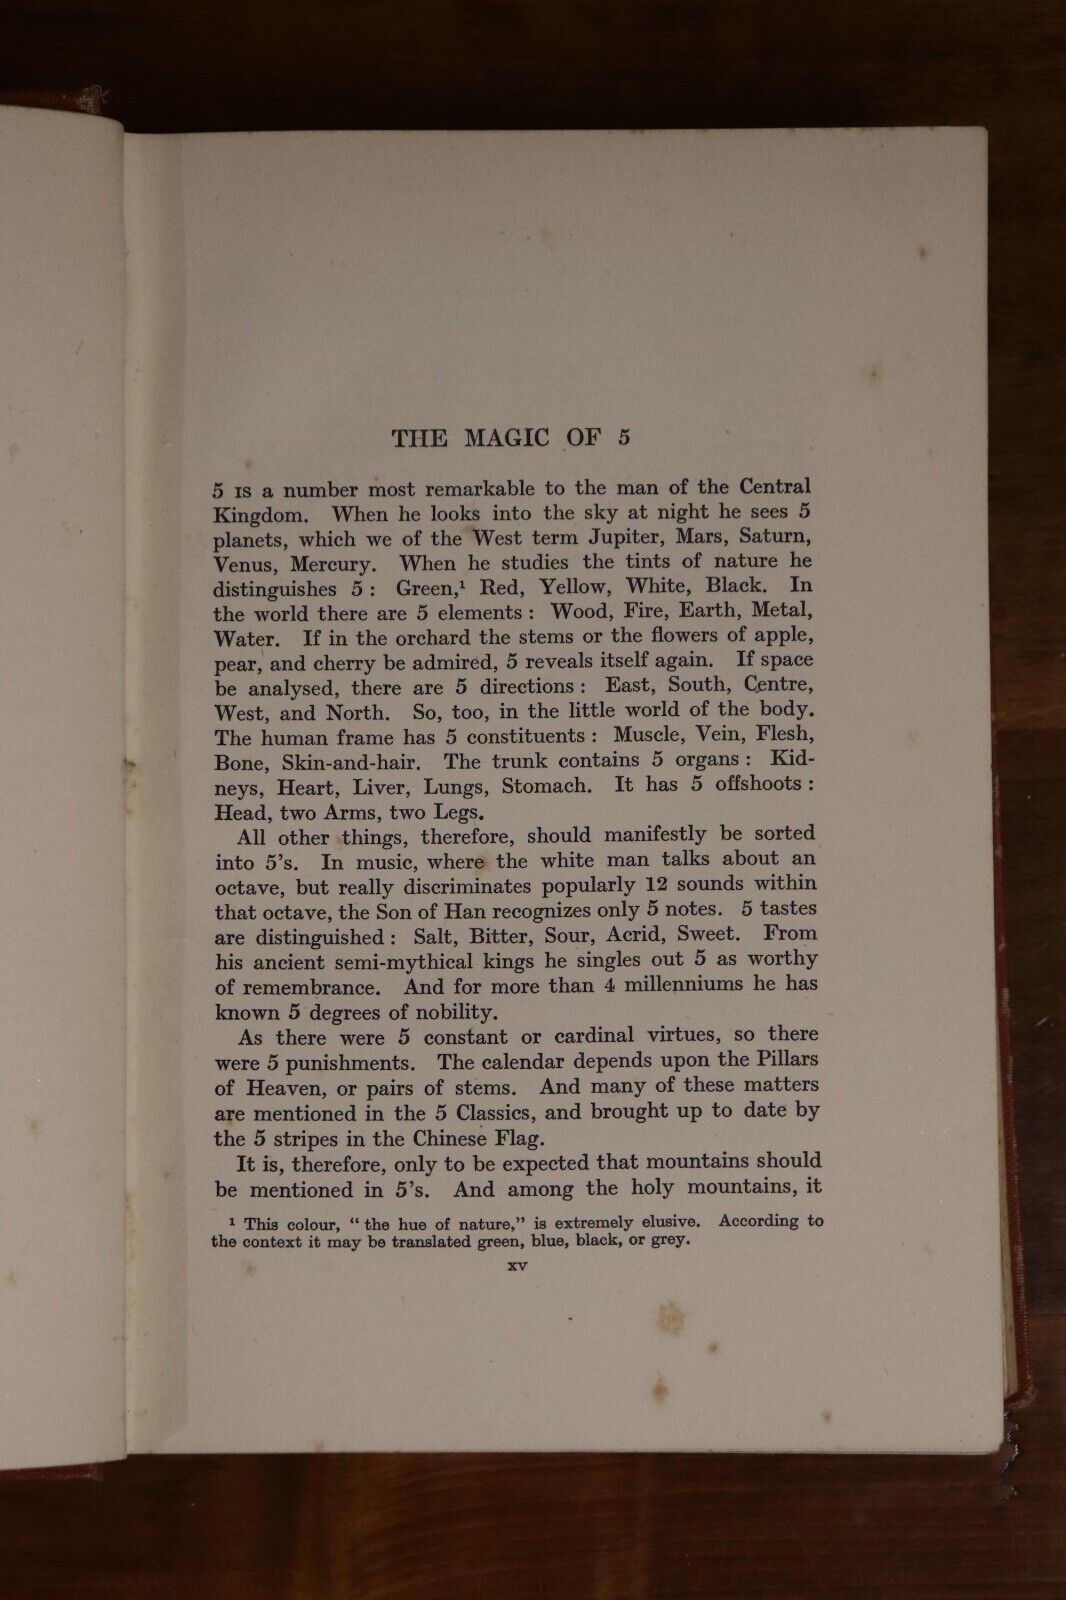 THE MAGIC OF 5
5 IS a number most remarkable to the man of the Central
Kingdom. When he looks into the sky at night he sees 5
planets, which we of the West term Jupiter, Mars, Saturn,
Venus, Mercury. When he studies the tints of nature he
distinguishes 5 : Green,¹ Red, Yellow, White, Black. In
the world there are 5 elements : Wood, Fire, Earth, Metal,
Water. If in the orchard the stems or the flowers of apple,
pear, and cherry be admired, 5 reveals itself again. If space
be analysed, there are 5 directions : East, South, Centre,
West, and North. So, too, in the little world of the body.
The human frame has 5 constituents : Muscle, Vein, Flesh,
Bone, Skin-and-hair. The trunk contains 5 organs : Kid-
neys, Heart, Liver, Lungs, Stomach. It has 5 offshoots :
Head, two Arms, two Legs.
All other things, therefore, should manifestly be sorted
into 5's. In music, where the white man talks about an
octave, but really discriminates popularly 12 sounds within
that octave, the Son of Han recognizes only 5 notes. 5 tastes
are distinguished : Salt, Bitter, Sour, Acrid, Sweet. From
his ancient semi-mythical kings he singles out 5 as worthy
of remembrance. And for more than 4 millenniums he has
known 5 degrees of nobility.
As there were 5 constant or cardinal virtues, so there
were 5 punishments. The calendar depends upon the Pillars
of Heaven, or pairs of stems. And many of these matters
are mentioned in the 5 Classics, and brought up to date by
the 5 stripes in the Chinese Flag.
It is, therefore, only to be expected that mountains should
be mentioned in 5's. And among the holy mountains, it
¹ This colour, “ the hue of nature,” is extremely elusive. According to
the context it may be translated green, blue, black, or grey.
xv